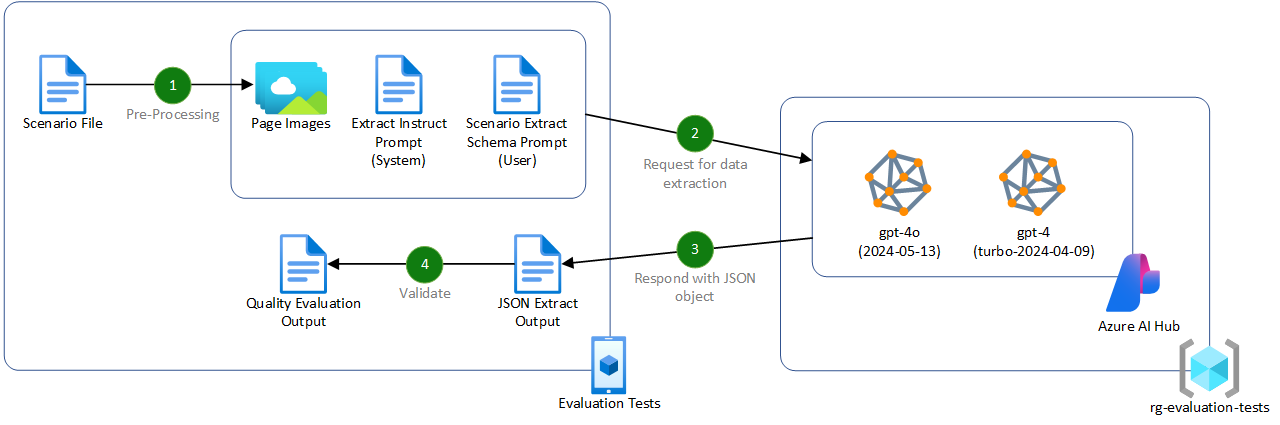 1
Pre-Processing
Scenario File
Page Images
Extract Instruct
Prompt
(System)
Scenario Extract
Schema Prompt
(User)
2
Request for data
extraction
gpt-4o
(2024-05-13)
gpt-4
(turbo-2024-04-09)
Azure AI Hub
rg-evaluation-tests
3
Respond with JSON
object
JSON Extract
Output
4
Validate
Quality Evaluation
Output
Evaluation Tests